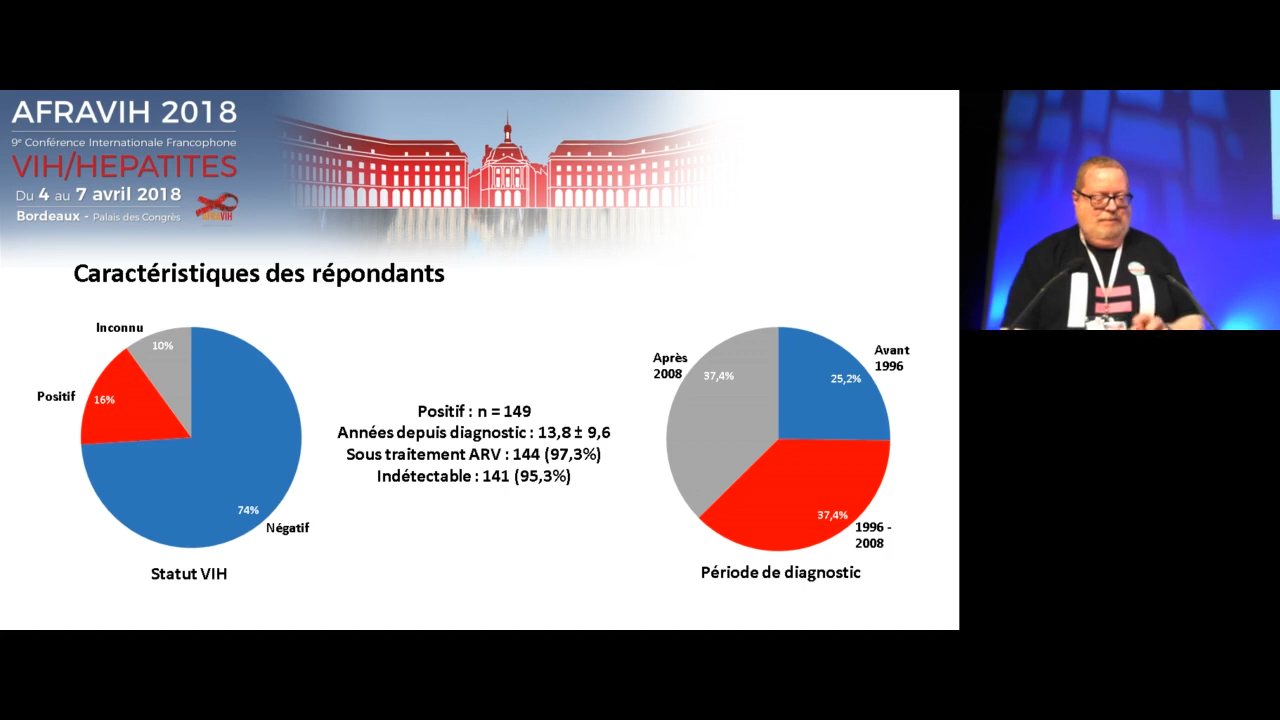 AFRAVIH 2018
9e Conférence Internationale Francophone
VIH/HEPATITES
Du 4 au 7 avril 2018
Bordeaux - Palais des Congrès
AFRAVIH
Caractéristiques des répondants
Inconnu
10%
Positif
16%
74%
Négatif
Statut VIH
Positif : n = 149
Années depuis diagnostic : 13,8 ± 9,6
Sous traitement ARV : 144 (97,3%)
Indétectable : 141 (95,3%)
Après
2008
37,4%
Avant
1996
25,2%
37,4%
1996 -
2008
Période de diagnostic